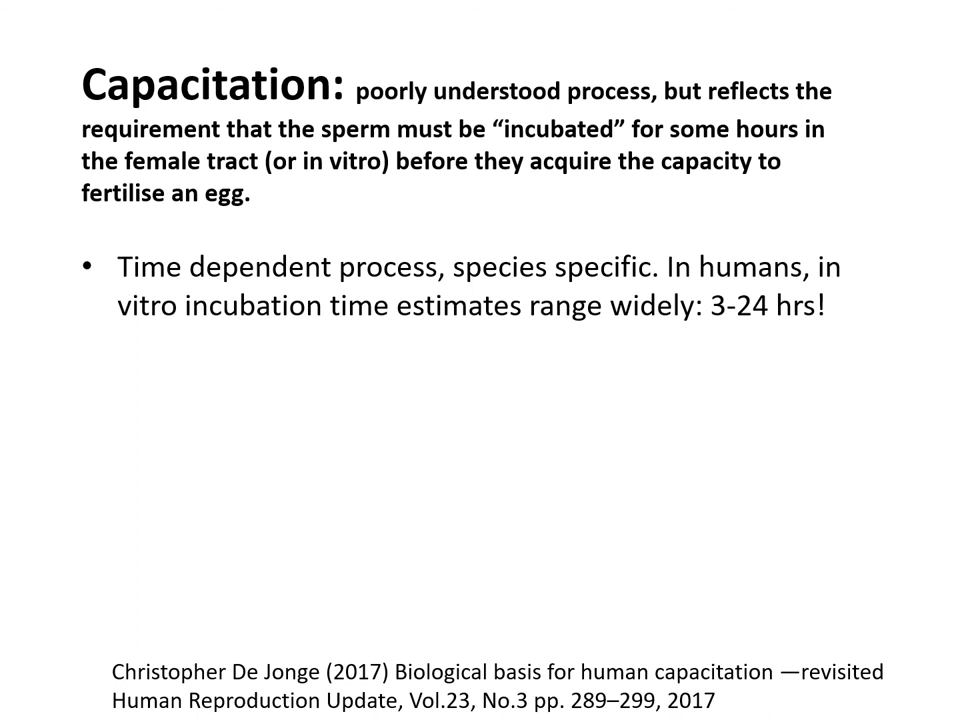 Capacitation: poorly understood process, but reflects the
requirement that the sperm must be “incubated” for some hours in
the female tract (or in vitro) before they acquire the capacity to
fertilise an egg.
• Time dependent process, species specific. In humans, in
vitro incubation time estimates range widely: 3-24 hrs!
Christopher De Jonge (2017) Biological basis for human capacitation —revisited
Human Reproduction Update, Vol.23, No.3 pp. 289–299, 2017